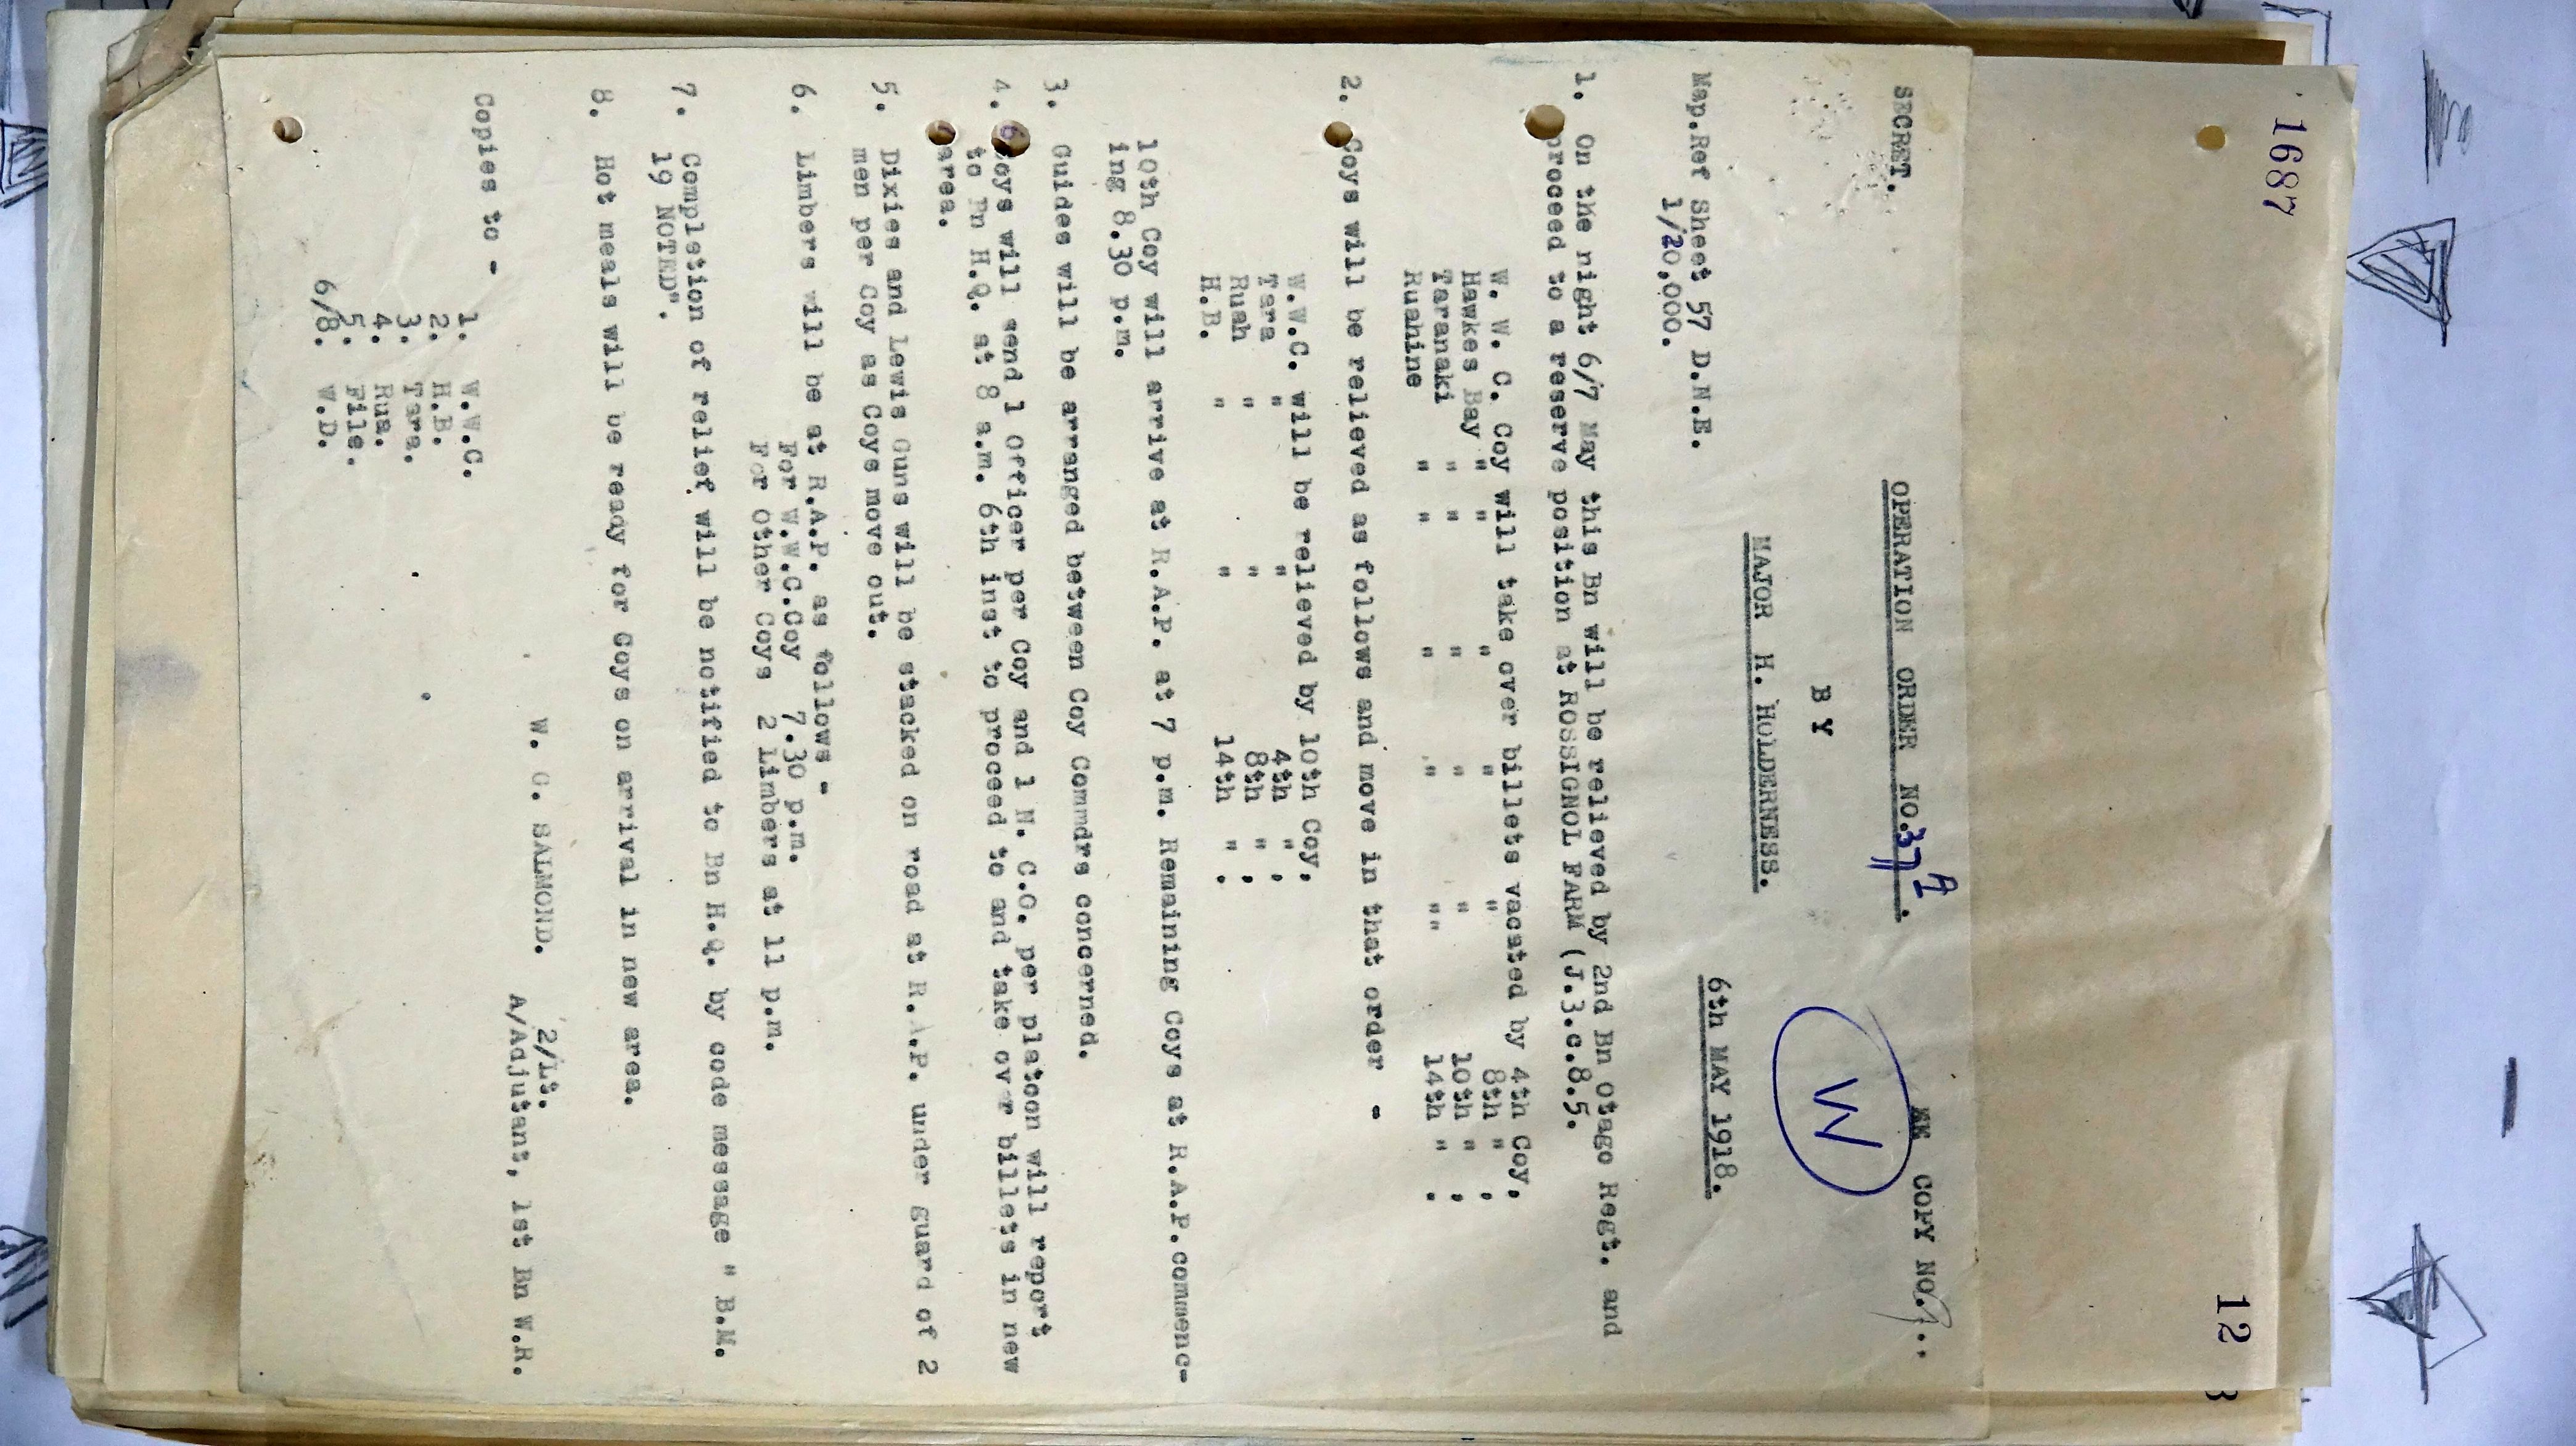 1687
12
3
SECRET.
OPERATION ORDER NO.37A.
COPY NO.
BY
W
MAJOR H. HOLDERNESS.
Map.Ref Sheet 57 D.N.E.
1/20,000.
6th MAY 1918.
1. On the night 6/7 May this Bn will be relieved by 2nd Bn Otago Regt. and
proceed to a reserve position at ROSSIGNOL FARM (J.3.c.8.5.
W. W. C. Coy will take over billets vacated by 4th Coy,
Hawkes Bay " " " " " 8th " ,
Taranaki " " " " " 10th " ,
Ruahine " " " " " " 14th " .
2. Coys will be relieved as follows and move in that order -
W.W.C. will be relieved by 10th Coy,
Tara " " 4th " ,
Ruah " " 8th " ,
H.B. " " 14th " .
10th Coy will arrive at R.A.P. at 7 p.m. Remaining Coys at R.A.P.commenc-
ing 8.30 p.m.
3. Guides will be arranged between Coy Commdrs concerned.
4. Coys will send 1 Officer per Coy and 1 N. C.O. per platoon will report
to Bn H.Q. at 8 a.m. 6th inst to proceed to and take over billets in new
area.
5. Dixies and Lewis Guns will be stacked on road at R.A.P. under guard of 2
men per Coy as Coys move out.
6. Limbers will be at R.A.P. as follows -
For W.W.C.Coy 7.30 p.m.
For Other Coys 2 Limbers at 11 p.m.
7. Completion of relief will be notified to Bn H.Q. by code message " B.M.
19 NOTED".
8. Hot meals will be ready for Coys on arrival in new area.
W. G. SALMOND. 2/Lt.
A/Adjutant, 1st Bn W.R.
Copies to - 1. W.W.C.
2. H.B.
3. Tara.
4. Rua.
5. File.
6/8. W.D.